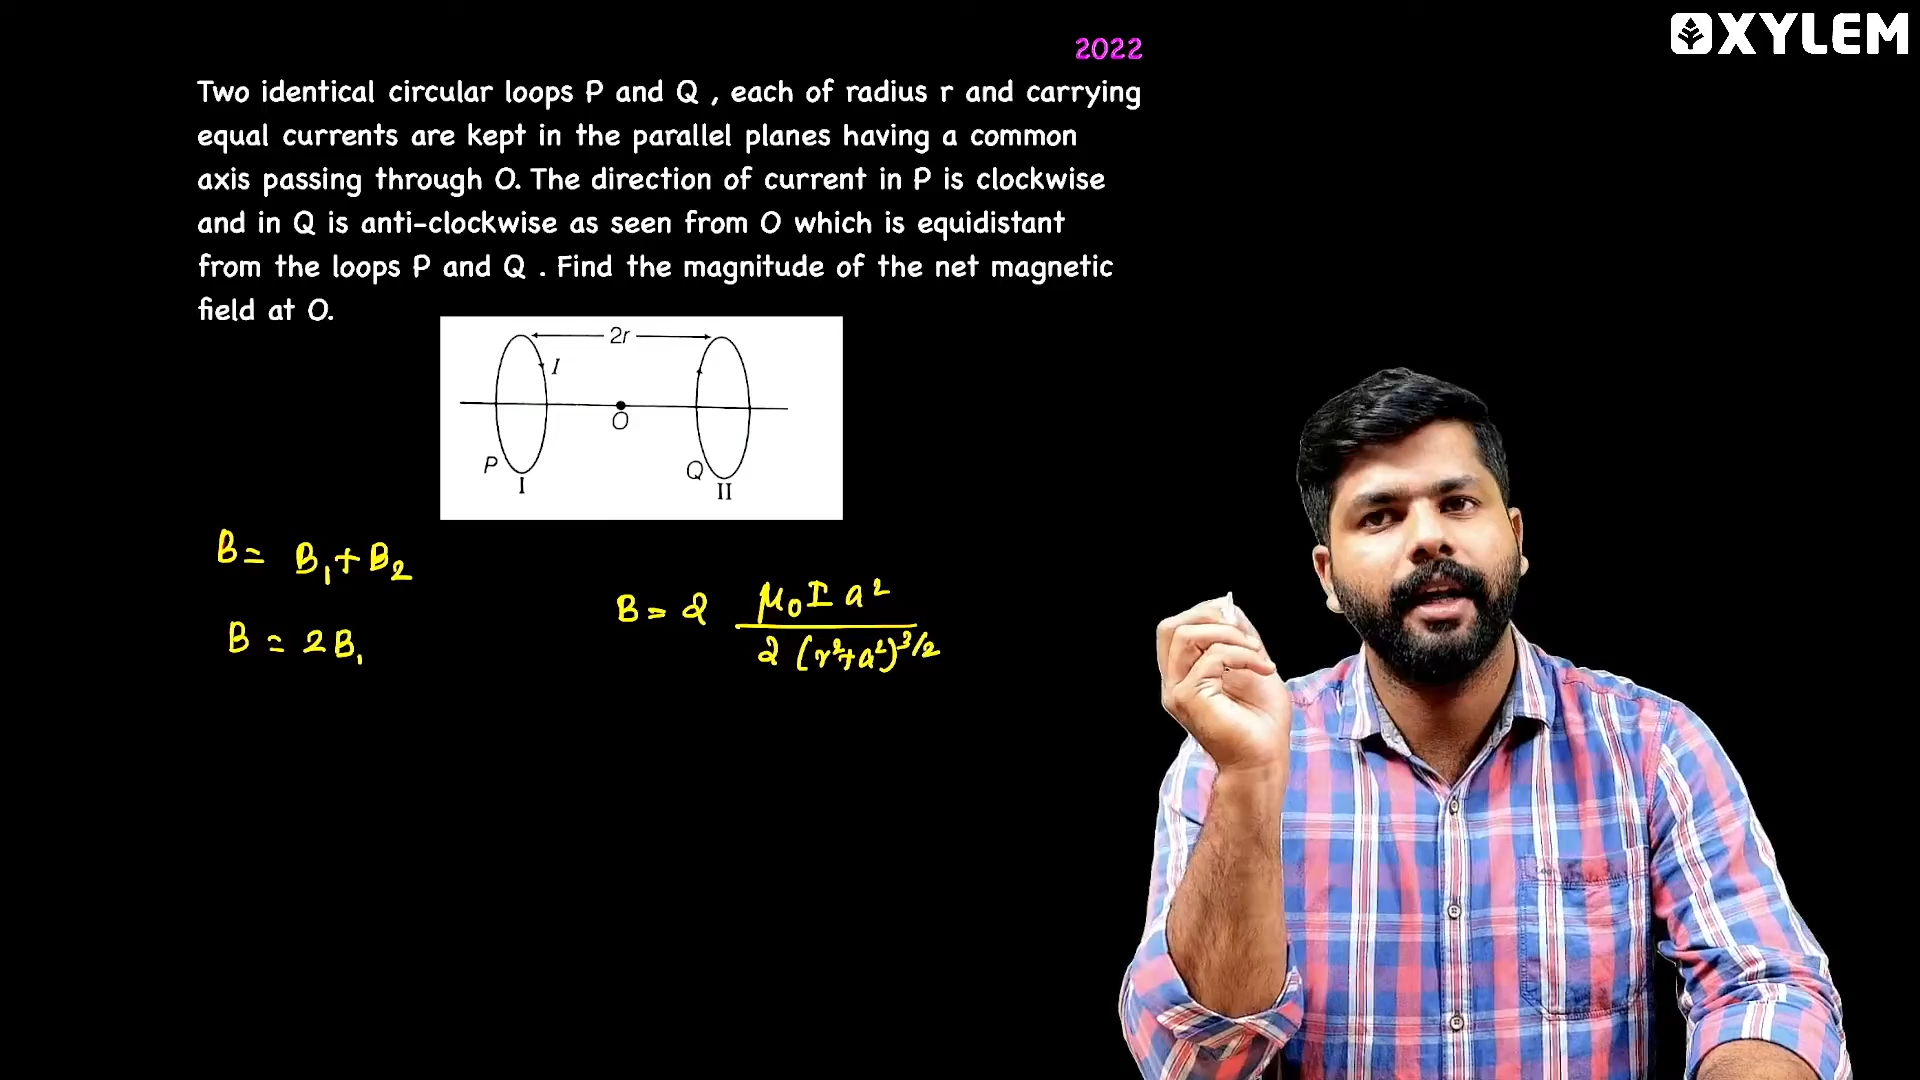 XYLEM
2022
Two identical circular loops P and Q , each of radius r and carrying
equal currents are kept in the parallel planes having a common
axis passing through O. The direction of current in P is clockwise
and in Q is anti-clockwise as seen from O which is equidistant
from the loops P and Q . Find the magnitude of the net magnetic
field at O.
2r
I
O
P
Q
I
II
B = B₁ + B₂
B = 2 μ₀ I a² / 2 (r²+a²)^3/2
B = 2B₁